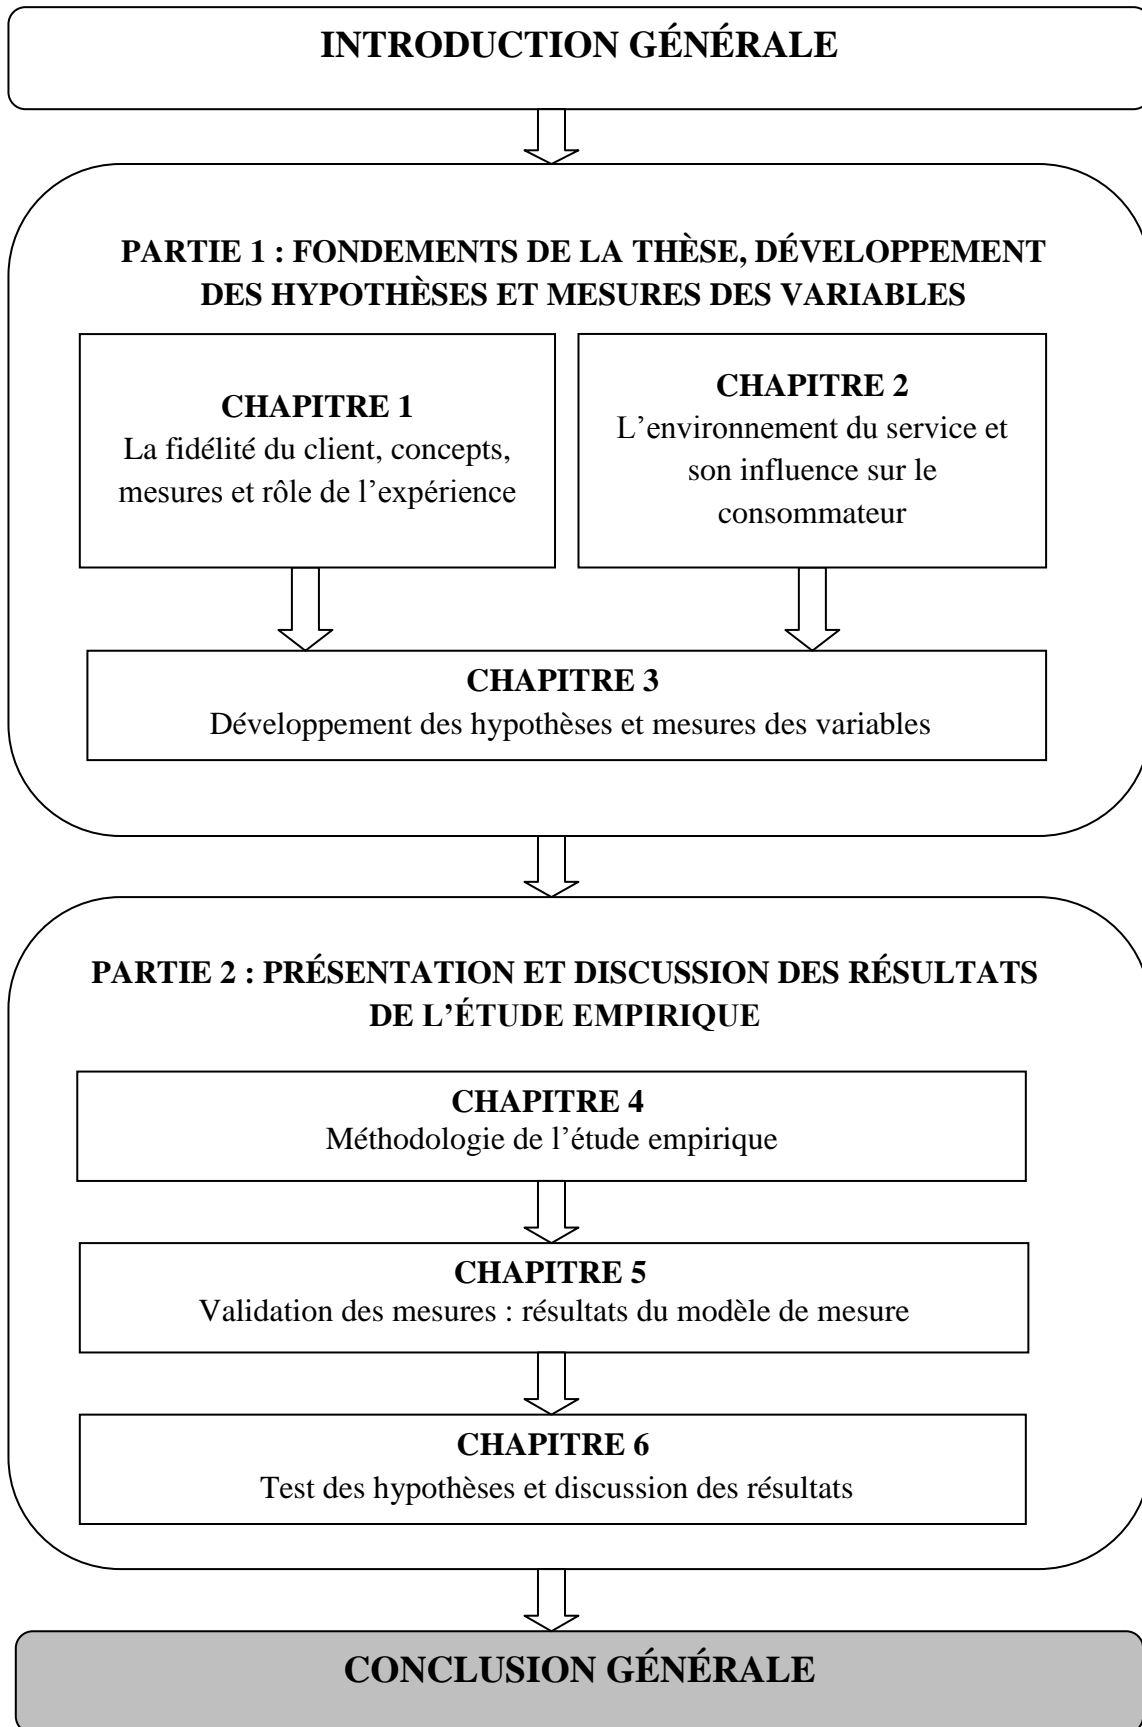 INTRODUCTION GÉNÉRALE
PARTIE 1 : FONDEMENTS DE LA THÈSE, DÉVELOPPEMENT
DES HYPOTHÈSES ET MESURES DES VARIABLES
CHAPITRE 1
La fidélité du client, concepts,
mesures et rôle de l’expérience
CHAPITRE 2
L’environnement du service et
son influence sur le
consommateur
CHAPITRE 3
Développement des hypothèses et mesures des variables
PARTIE 2 : PRÉSENTATION ET DISCUSSION DES RÉSULTATS
DE L’ÉTUDE EMPIRIQUE
CHAPITRE 4
Méthodologie de l’étude empirique
CHAPITRE 5
Validation des mesures : résultats du modèle de mesure
CHAPITRE 6
Test des hypothèses et discussion des résultats
CONCLUSION GÉNÉRALE